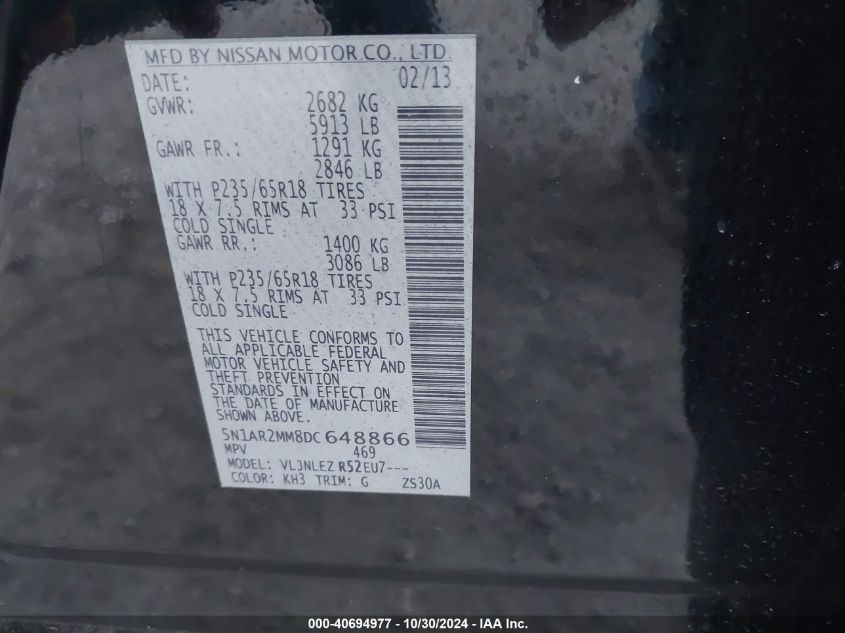 MFD BY NISSAN MOTOR CO., LTD.
DATE: 02/13
GVWR: 2682 KG
5913 LB
GAWR FR.: 1291 KG
2846 LB
WITH P235/65R18 TIRES
18 X 7.5 RIMS AT 33 PSI
COLD SINGLE
GAWR RR.: 1400 KG
3086 LB
WITH P235/65R18 TIRES
18 X 7.5 RIMS AT 33 PSI
COLD SINGLE
THIS VEHICLE CONFORMS TO
ALL APPLICABLE FEDERAL
MOTOR VEHICLE SAFETY AND
THEFT PREVENTION
STANDARDS IN EFFECT ON
THE DATE OF MANUFACTURE
SHOWN ABOVE.
5N1AR2MM8DC648866
MPV 469
MODEL: VLJNLEZ R52EU7---
COLOR: KH3 TRIM: G ZS30A
000-40694977 - 10/30/2024 - IAA Inc.